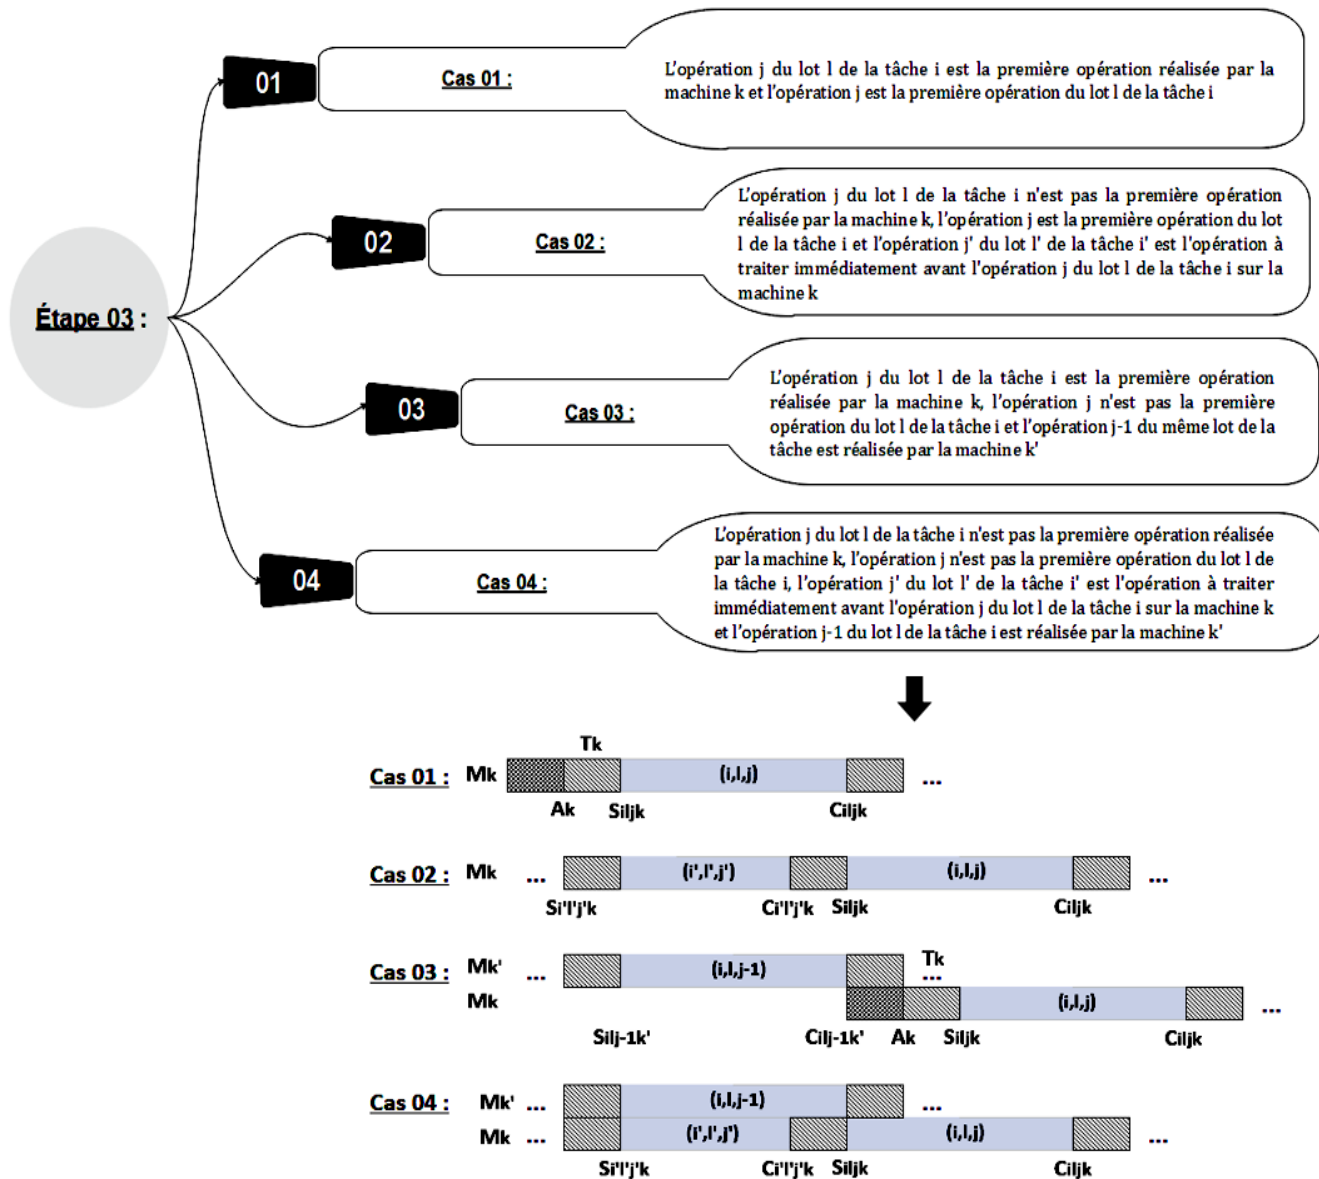 01
Cas 01 :
L'opération j du lot l de la tâche i est la première opération réalisée par la
machine k et l'opération j est la première opération du lot l de la tâche i
Étape 03 :
02
Cas 02 :
L'opération j du lot l de la tâche i n'est pas la première opération
réalisée par la machine k, l'opération j est la première opération du lot
l de la tâche i et l'opération j' du lot l' de la tâche i' est l'opération à
traiter immédiatement avant l'opération j du lot l de la tâche i sur la
machine k
03
Cas 03 :
L'opération j du lot l de la tâche i est la première opération
réalisée par la machine k, l'opération j n'est pas la première
opération du lot l de la tâche i et l'opération j-1 du même lot de la
tâche est réalisée par la machine k'
04
Cas 04 :
L'opération j du lot l de la tâche i n'est pas la première opération réalisée
par la machine k, l'opération j n'est pas la première opération du lot l de
la tâche i, l'opération j' du lot l' de la tâche i' est l'opération à traiter
immédiatement avant l'opération j du lot l de la tâche i sur la machine k
et l'opération j-1 du lot l de la tâche i est réalisée par la machine k'
Tk
Cas 01 : Mk (i,l,j) ...
Ak Siljk Ciljk
Cas 02 : Mk ... (i',l',j') (i,l,j) ...
Si'l'j'k Ci'l'j'k Siljk Ciljk
Cas 03 : Mk' ... (i,l,j-1) Tk ...
Mk (i,l,j) ...
Silj-1k' Cilj-1k' Ak Siljk Ciljk
Cas 04 : Mk' ... (i,l,j-1) ...
Mk ... (i',l',j') (i,l,j) ...
Si'l'j'k Ci'l'j'k Siljk Ciljk